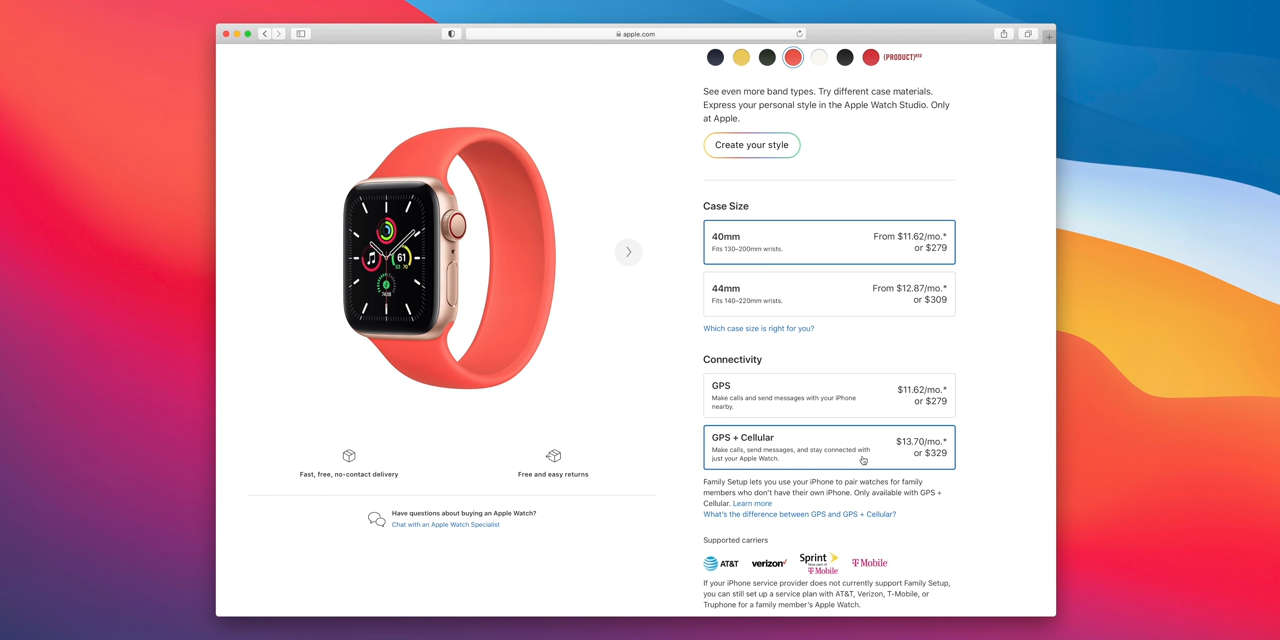 apple.com
(PRODUCT)RED
See even more band types. Try different case materials.
Express your personal style in the Apple Watch Studio. Only
at Apple.
Create your style
Case Size
40mm
Fits 130–200mm wrists.
From $11.62/mo.*
or $279
44mm
Fits 140–220mm wrists.
From $12.87/mo.*
or $309
Which case size is right for you?
Connectivity
GPS
Make calls and send messages with your iPhone
nearby.
$11.62/mo.*
or $279
GPS + Cellular
Make calls, send messages, and stay connected with
just your Apple Watch.
$13.70/mo.*
or $329
Family Setup lets you use your iPhone to pair watches for family
members who don't have their own iPhone. Only available with GPS +
Cellular. Learn more
What's the difference between GPS and GPS + Cellular?
Supported carriers
AT&T
verizon✓
Sprint
T Mobile
T Mobile
If your iPhone service provider does not currently support Family Setup,
you can still set up a service plan with AT&T, Verizon, T-Mobile, or
Truphone for a family member's Apple Watch.
61
Fast, free, no-contact delivery
Free and easy returns
Have questions about buying an Apple Watch?
Chat with an Apple Watch Specialist